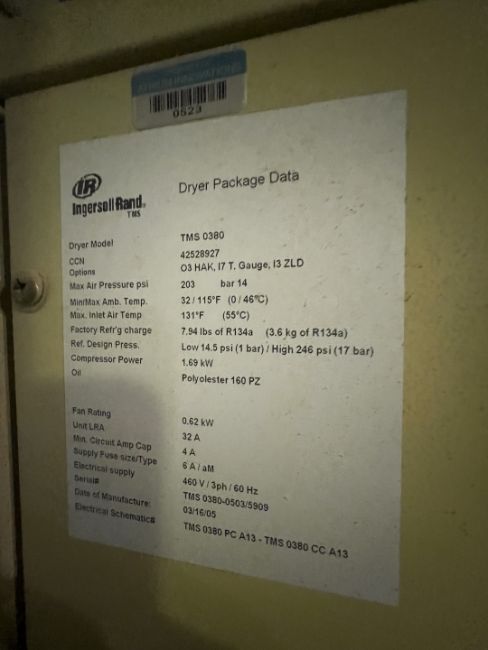 0523
IR
Ingersoll Rand®
TMS
Dryer Package Data
Dryer Model TMS 0380
CCN 42528927
Options O3 HAK, I7 T. Gauge, I3 ZLD
Max Air Pressure psi 203 bar 14
Min/Max Amb. Temp. 32 / 115°F (0 / 46°C)
Max. Inlet Air Temp 131°F (55°C)
Factory Refr'g charge 7.94 lbs of R134a (3.6 kg of R134a)
Ref. Design Press. Low 14.5 psi (1 bar) / High 246 psi (17 bar)
Compressor Power 1.69 kW
Oil Polyolester 160 PZ
Fan Rating 0.62 kW
Unit LRA 32 A
Min. Circuit Amp Cap 4 A
Supply Fuse size/Type 6 A / aM
Electrical supply 460 V / 3ph / 60 Hz
Serial# TMS 0380-0503/5909
Date of Manufacture: 03/16/05
Electrical Schematic# TMS 0380 PC A13 - TMS 0380 CC A13